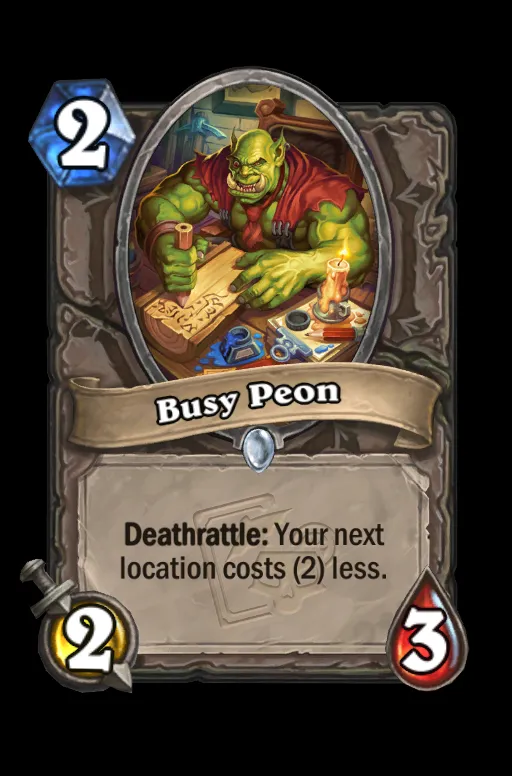 2
Busy Peon
Deathrattle: Your next
location costs (2) less.
2
3